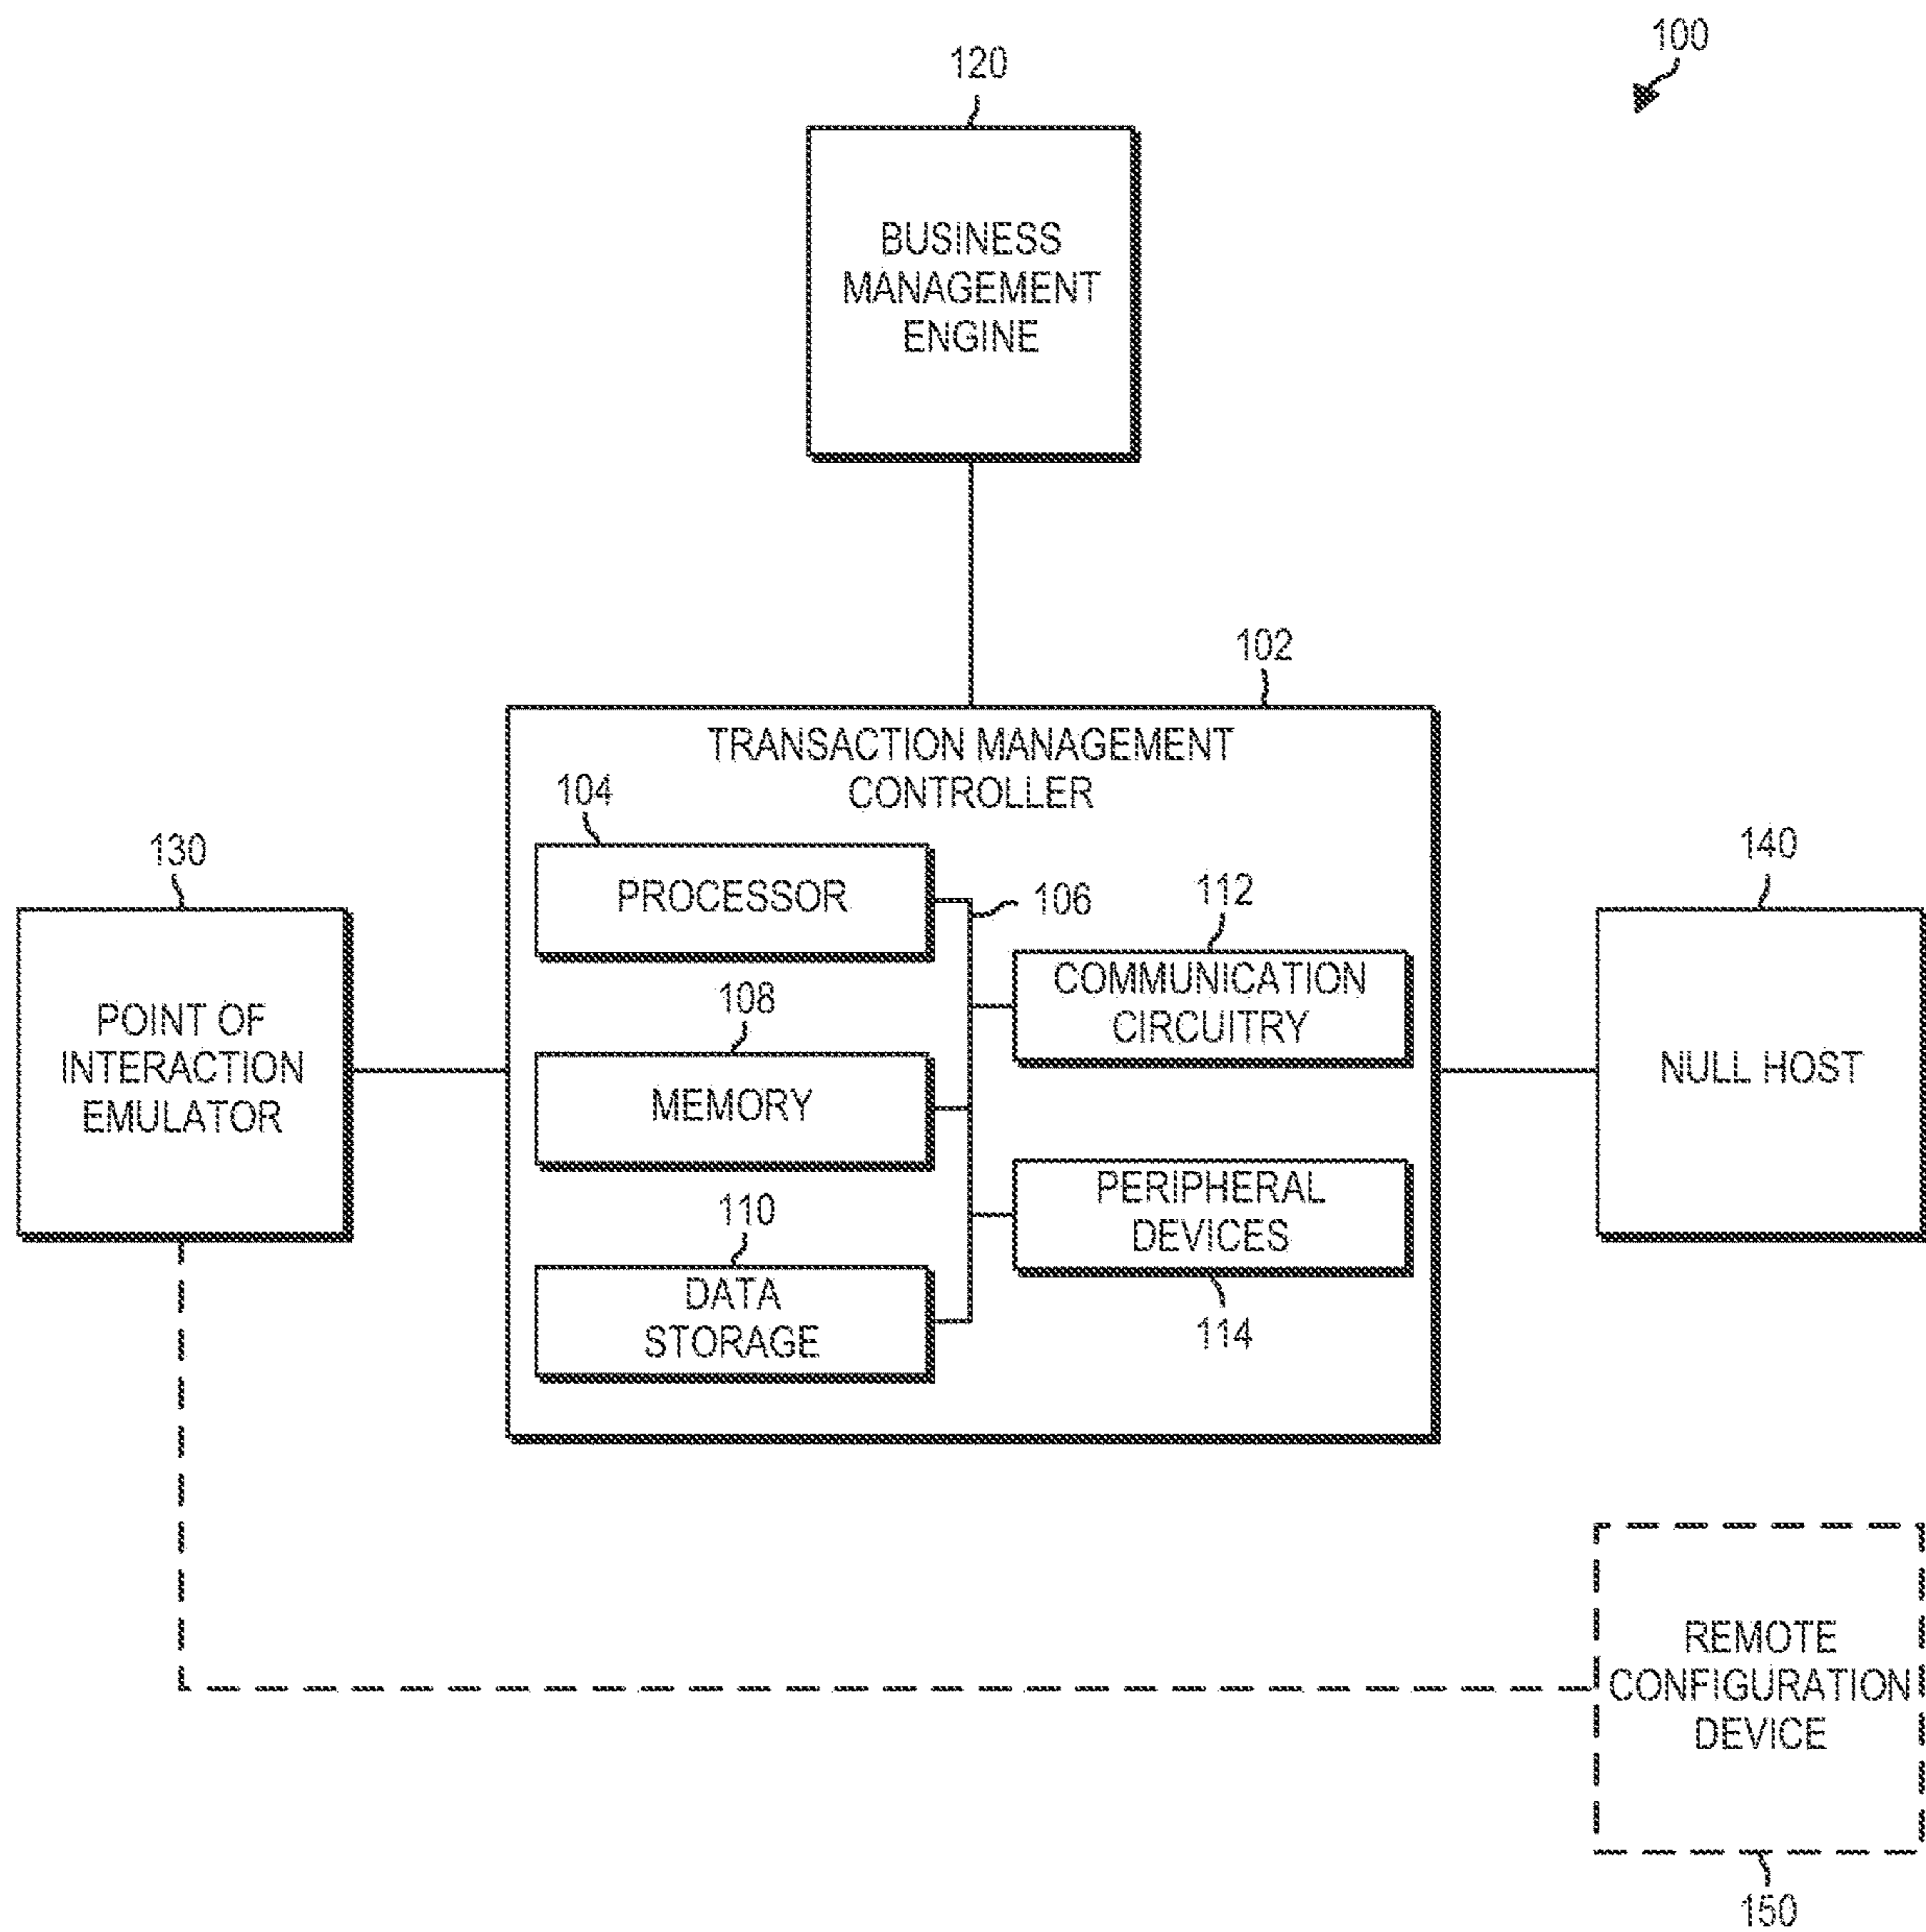 100
120
BUSINESS
MANAGEMENT
ENGINE
102
TRANSACTION MANAGEMENT
CONTROLLER
104
PROCESSOR
106
108
MEMORY
110
DATA
STORAGE
112
COMMUNICATION
CIRCUITRY
PERIPHERAL
DEVICES
114
130
POINT OF
INTERACTION
EMULATOR
140
NULL HOST
REMOTE
CONFIGURATION
DEVICE
150